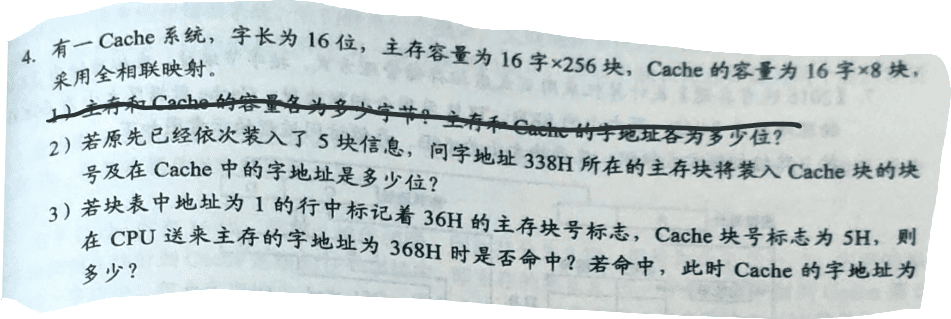 4. 有一 Cache 系统，字长为 16 位，主存容量为 16 字×256 块，Cache 的容量为 16 字×8 块，
采用全相联映射。
1）主存和 Cache 的容量各为多少字节？主存和 Cache 的字地址各为多少位？
2）若原先已经依次装入了 5 块信息，问字地址 338H 所在的主存块将装入 Cache 块的块
号及在 Cache 中的字地址是多少位？
3）若块表中地址为 1 的行中标记着 36H 的主存块号标志，Cache 块号标志为 5H，则
在 CPU 送来主存的字地址为 368H 时是否命中？若命中，此时 Cache 的字地址为
多少？